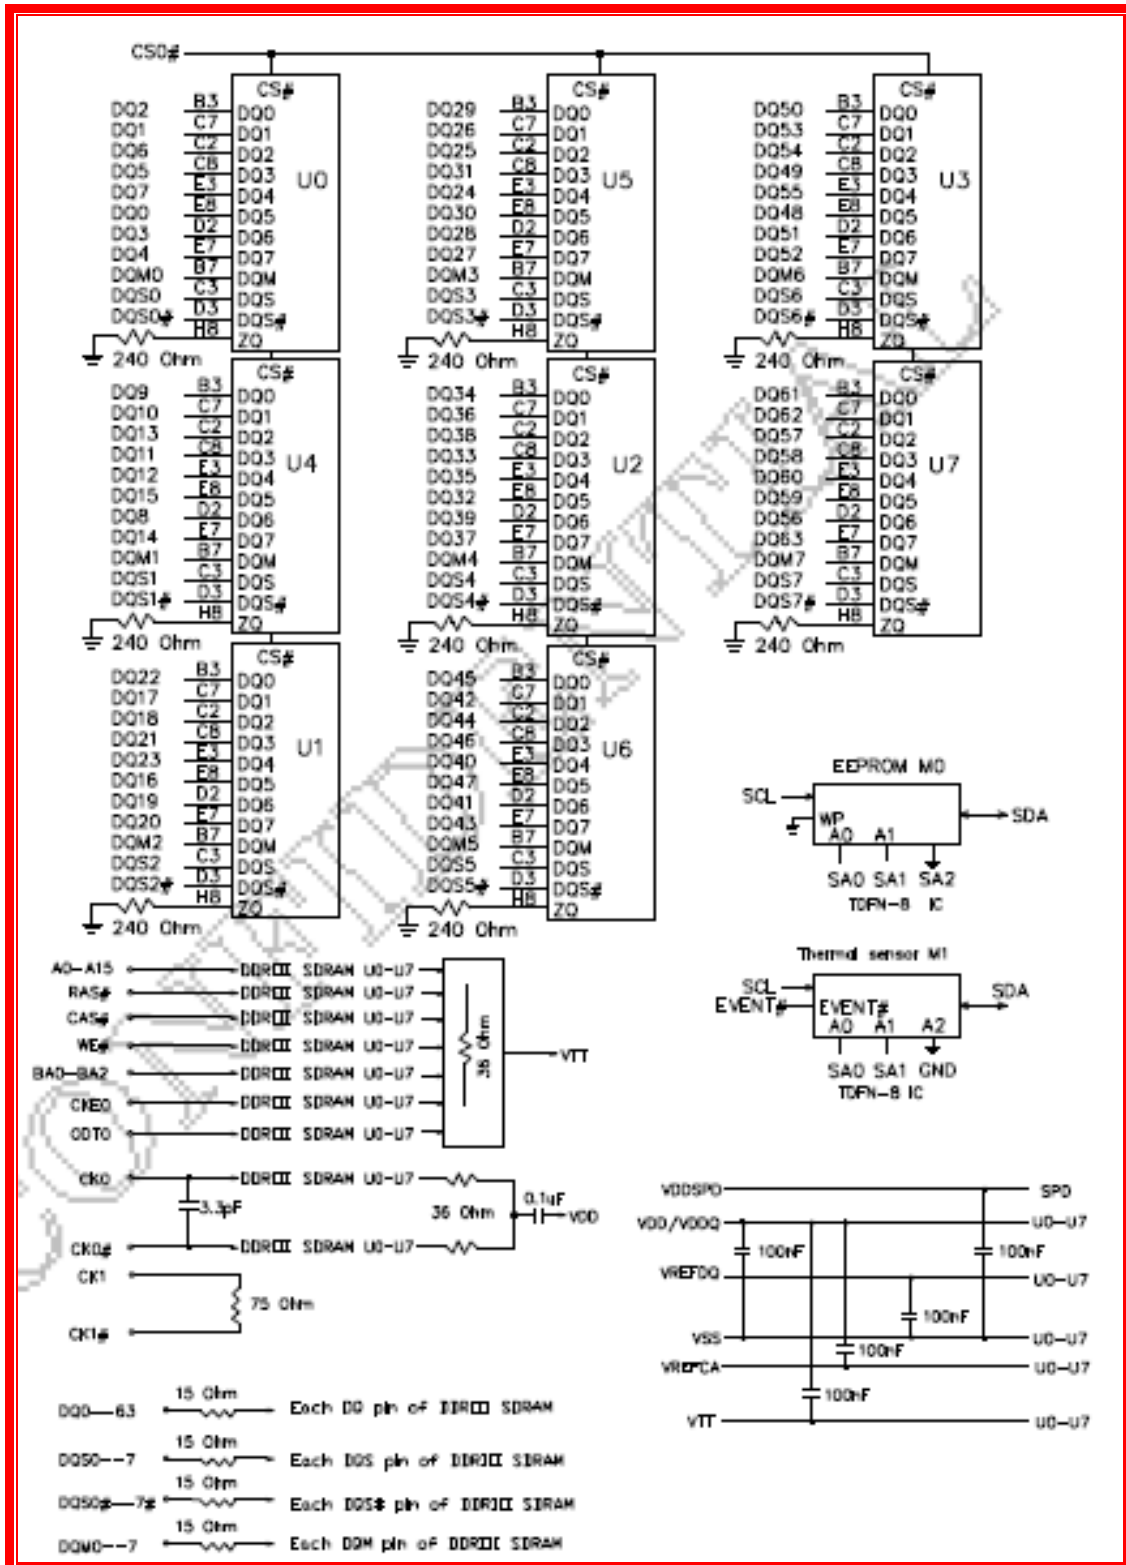 CS0#
CS# CS# CS#
DQ2 B3 DQ0 DQ29 B3 DQ0 DQ50 B3 DQ0
DQ1 C7 DQ1 DQ26 C7 DQ1 DQ53 C7 DQ1
DQ6 C2 DQ2 DQ25 C2 DQ2 DQ54 C2 DQ2
DQ5 C8 DQ3 U0 DQ31 C8 DQ3 U5 DQ49 C8 DQ3 U3
DQ7 E3 DQ4 DQ24 E3 DQ4 DQ55 E3 DQ4
DQ0 E8 DQ5 DQ30 E8 DQ5 DQ48 E8 DQ5
DQ3 D2 DQ6 DQ28 D2 DQ6 DQ51 D2 DQ6
DQ4 E7 DQ7 DQ27 E7 DQ7 DQ52 E7 DQ7
DQM0 B7 DQM DQM3 B7 DQM DQM6 B7 DQM
DQS0 C3 DQS DQS3 C3 DQS DQS6 C3 DQS
DQS0# D3 DQS# DQS3# D3 DQS# DQS6# D3 DQS#
H8 ZQ H8 ZQ H8 ZQ
240 Ohm 240 Ohm 240 Ohm
CS# CS# CS#
DQ9 B3 DQ0 DQ34 B3 DQ0 DQ61 B3 DQ0
DQ10 C7 DQ1 DQ36 C7 DQ1 DQ62 C7 DQ1
DQ13 C2 DQ2 DQ38 C2 DQ2 DQ57 C2 DQ2
DQ11 C8 DQ3 U4 DQ33 C8 DQ3 U2 DQ58 C8 DQ3 U7
DQ12 E3 DQ4 DQ35 E3 DQ4 DQ60 E3 DQ4
DQ15 E8 DQ5 DQ32 E8 DQ5 DQ59 E8 DQ5
DQ8 D2 DQ6 DQ39 D2 DQ6 DQ56 D2 DQ6
DQ14 E7 DQ7 DQ37 E7 DQ7 DQ63 E7 DQ7
DQM1 B7 DQM DQM4 B7 DQM DQM7 B7 DQM
DQS1 C3 DQS DQS4 C3 DQS DQS7 C3 DQS
DQS1# D3 DQS# DQS4# D3 DQS# DQS7# D3 DQS#
H8 ZQ H8 ZQ H8 ZQ
240 Ohm 240 Ohm 240 Ohm
CS# CS#
DQ22 B3 DQ0 DQ45 B3 DQ0
DQ17 C7 DQ1 DQ42 C7 DQ1
DQ18 C2 DQ2 DQ44 C2 DQ2
DQ21 C8 DQ3 U1 DQ46 C8 DQ3 U6
DQ23 E3 DQ4 DQ40 E3 DQ4
DQ16 E8 DQ5 DQ47 E8 DQ5
DQ19 D2 DQ6 DQ41 D2 DQ6
DQ20 E7 DQ7 DQ43 E7 DQ7
DQM2 B7 DQM DQM5 B7 DQM
DQS2 C3 DQS DQS5 C3 DQS
DQS2# D3 DQS# DQS5# D3 DQS#
H8 ZQ H8 ZQ
240 Ohm 240 Ohm
EEPROM M0
SCL
WP SDA
A0 A1
SA0 SA1 SA2
TDFN-8 IC
Thermal sensor M1
SCL SDA
EVENT# EVENT#
A0 A1 A2
SA0 SA1 GND
TDFN-8 IC
A0-A15 DDRIII SDRAM U0-U7
RAS# DDRIII SDRAM U0-U7
CAS# DDRIII SDRAM U0-U7
WE# DDRIII SDRAM U0-U7 36 Ohm VTT
BA0-BA2 DDRIII SDRAM U0-U7
CKE0 DDRIII SDRAM U0-U7
ODT0 DDRIII SDRAM U0-U7
CK0 DDRIII SDRAM U0-U7
3.3pF 36 Ohm 0.1uF VDD
CK0# DDRIII SDRAM U0-U7
CK1
75 Ohm
CK1#
VDDSPD SPD
VDD/VDDQ U0-U7
100nF 100nF
VREFDQ U0-U7
100nF
VSS U0-U7
100nF
VREFCA U0-U7
100nF
VTT U0-U7
15 Ohm
DQ0--63 Each DQ pin of DDRIII SDRAM
15 Ohm
DQS0--7 Each DQS pin of DDRIII SDRAM
15 Ohm
DQS0#--7# Each DQS# pin of DDRIII SDRAM
15 Ohm
DQM0--7 Each DQM pin of DDRIII SDRAM
CONFIDENTIAL